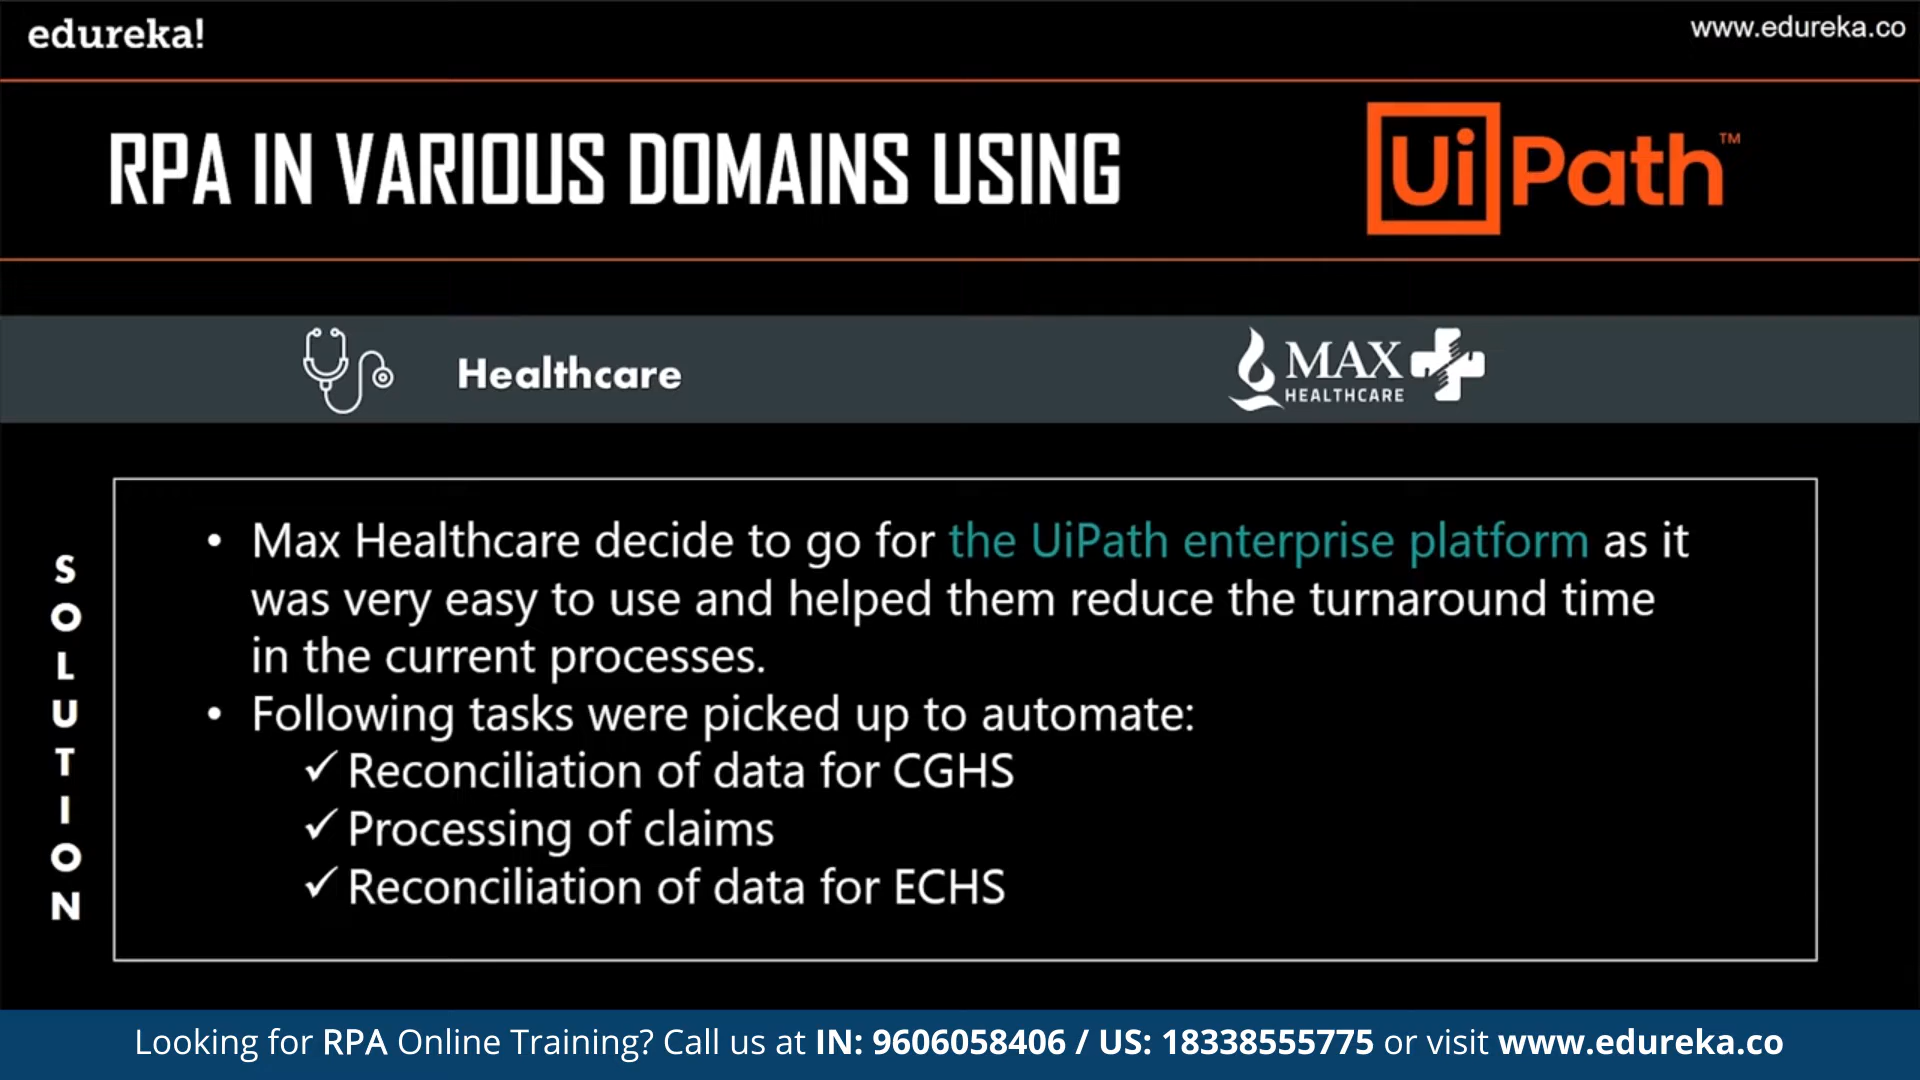 edureka!
www.edureka.co
RPA IN VARIOUS DOMAINS USING
UiPath™
Healthcare
MAX
HEALTHCARE
SOLUTION
• Max Healthcare decide to go for the UiPath enterprise platform as it
was very easy to use and helped them reduce the turnaround time
in the current processes.
• Following tasks were picked up to automate:
✓ Reconciliation of data for CGHS
✓ Processing of claims
✓ Reconciliation of data for ECHS
Looking for RPA Online Training? Call us at IN: 9606058406 / US: 18338555775 or visit www.edureka.co